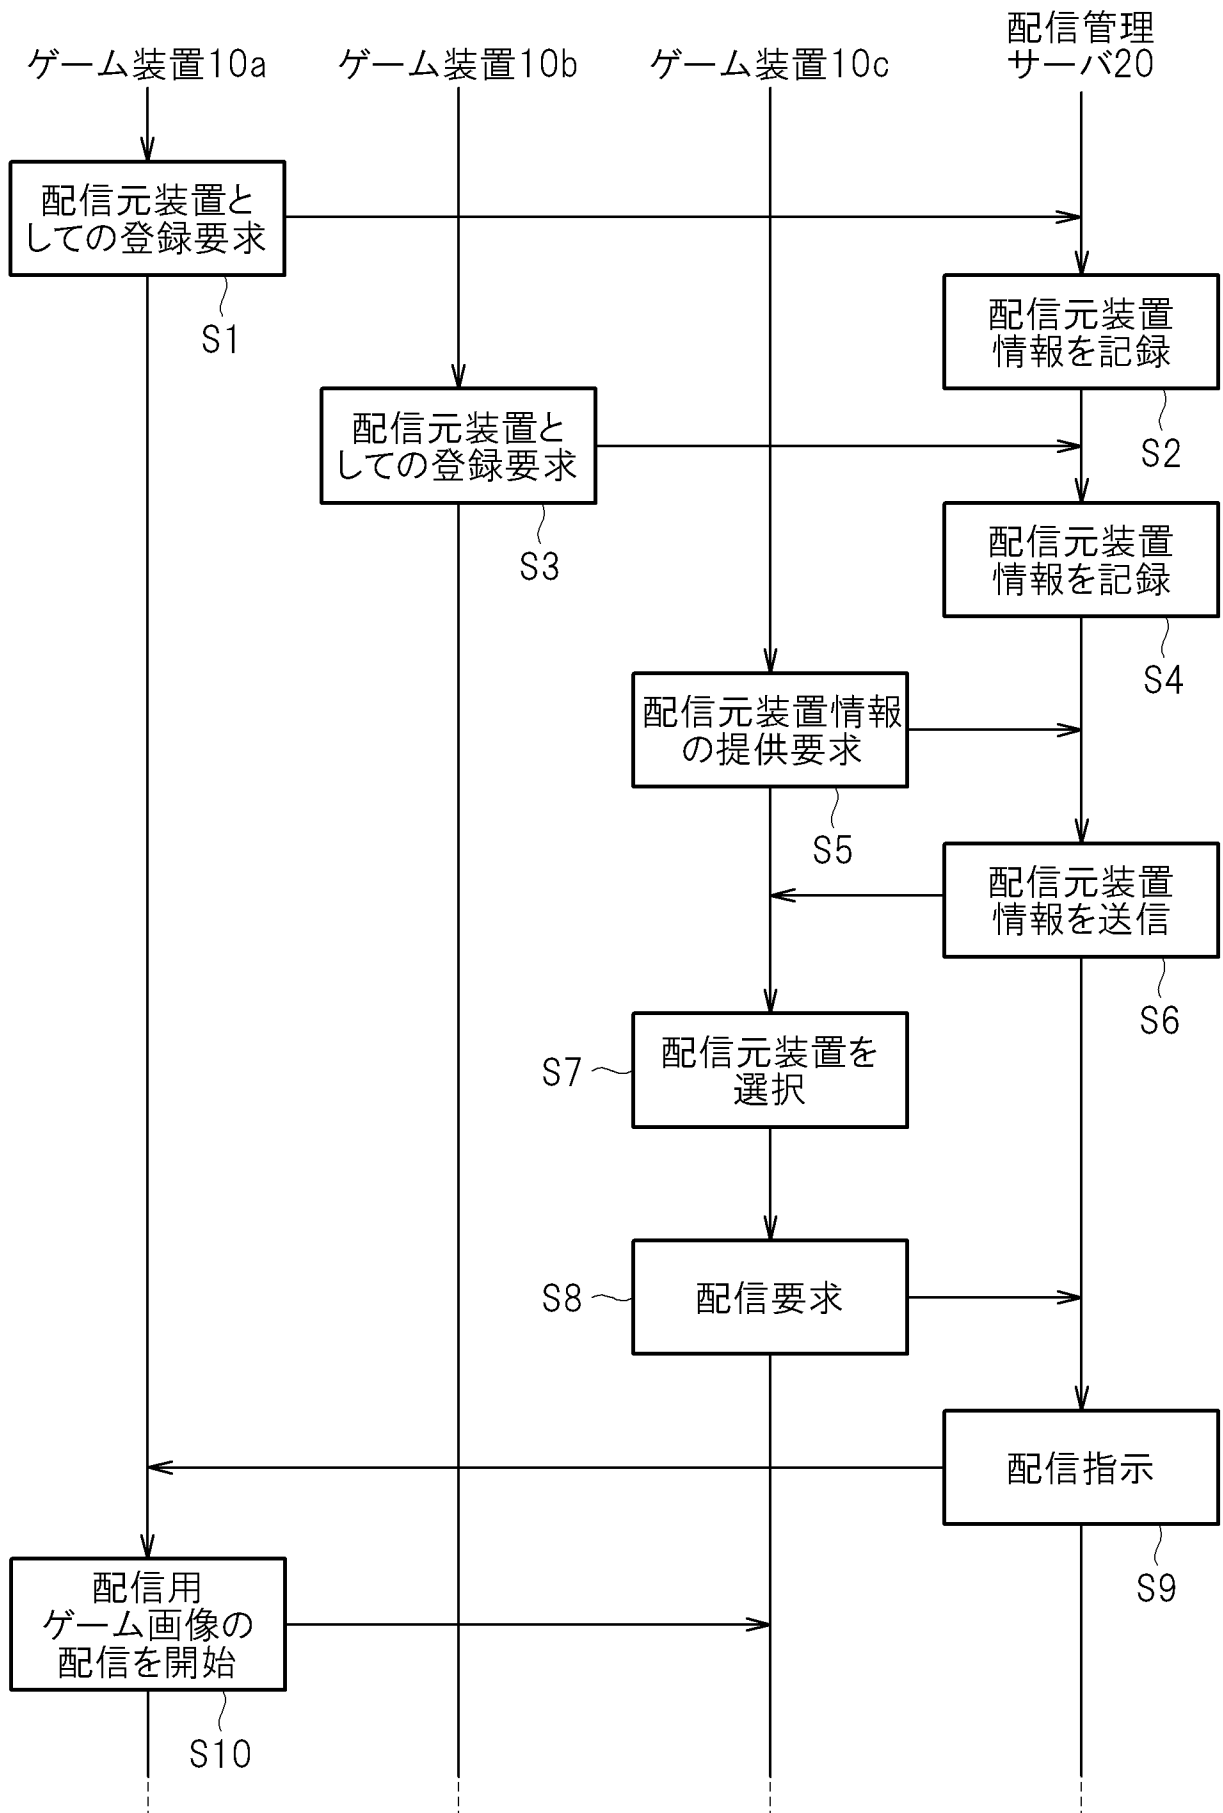 ゲーム装置10a
ゲーム装置10b
ゲーム装置10c
配信管理
サーバ20
配信元装置と
しての登録要求
S1
配信元装置
情報を記録
S2
配信元装置と
しての登録要求
S3
配信元装置
情報を記録
S4
配信元装置情報
の提供要求
S5
配信元装置
情報を送信
S6
配信元装置を
選択
S7
配信要求
S8
配信指示
S9
配信用
ゲーム画像の
配信を開始
S10